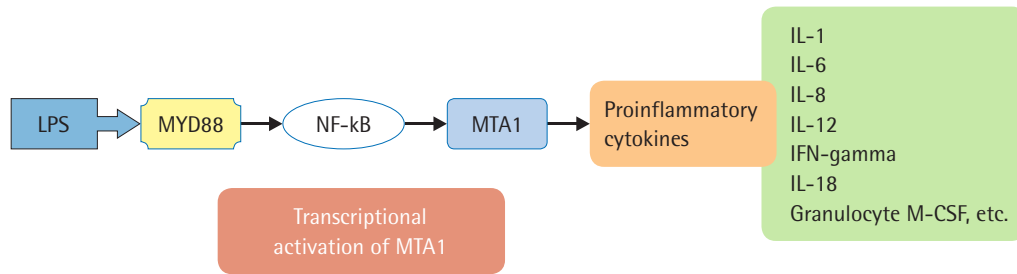 LPS
MYD88
NF-kB
MTA1
Proinflammatory
cytokines
IL-1
IL-6
IL-8
IL-12
IFN-gamma
IL-18
Granulocyte M-CSF, etc.
Transcriptional
activation of MTA1